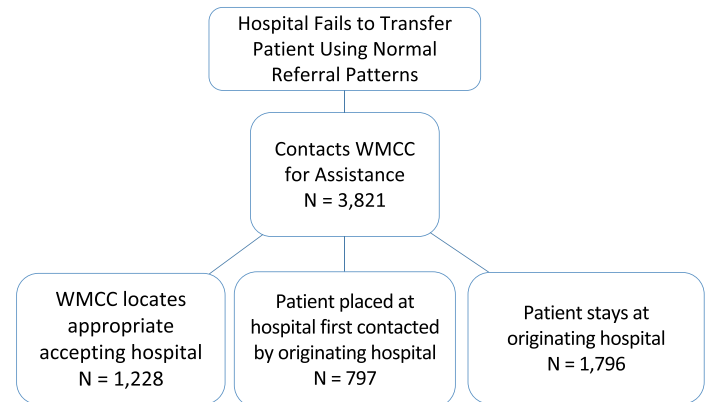 Hospital Fails to Transfer
Patient Using Normal
Referral Patterns
Contacts WMCC
for Assistance
N = 3,821
WMCC locates
appropriate
accepting hospital
N = 1,228
Patient placed at
hospital first contacted
by originating hospital
N = 797
Patient stays at
originating hospital
N = 1,796